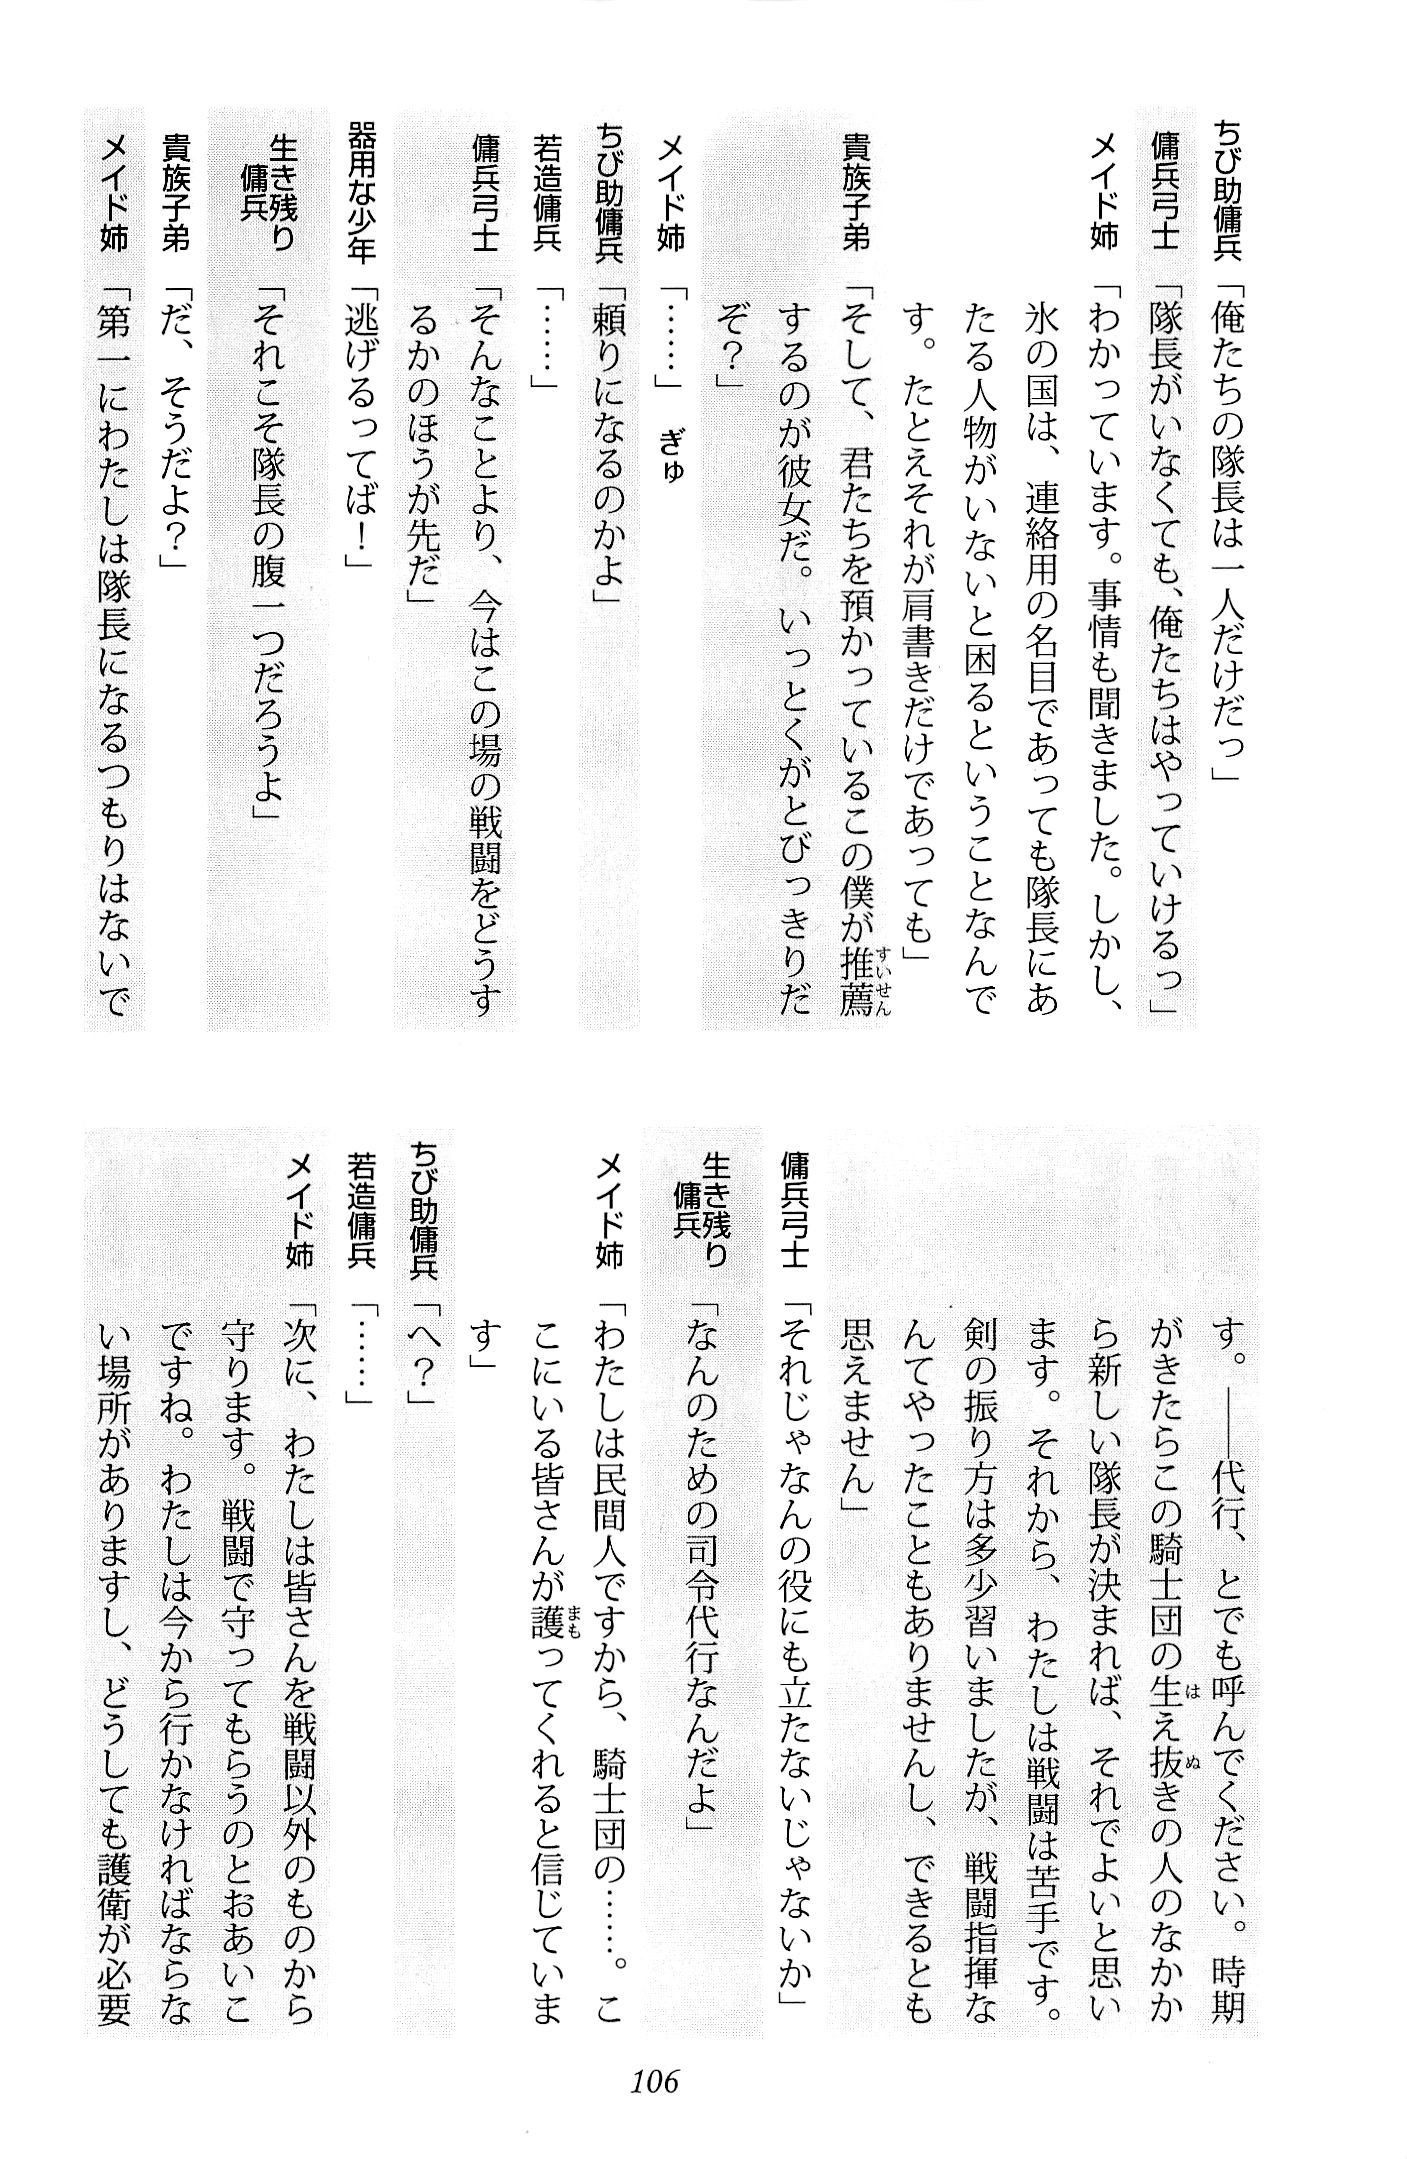 ちび助傭兵「俺たちの隊長は一人だけだっ」
傭兵弓士「隊長がいなくても、俺たちはやっていけるっ」
メイド姉「わかっています。事情も聞きました。しかし、
氷の国は、連絡用の名目であっても隊長にあ
たる人物がいないと困るということなんで
す。たとえそれが肩書きだけであっても」
貴族子弟「そして、君たちを預かっているこの僕が推薦
すいせん
するのが彼女だ。いっとくがとびっきりだ
ぞ？」
メイド姉「……」　ぎゅ
ちび助傭兵「頼りになるのかよ」
若造傭兵「……」
傭兵弓士「そんなことより、今はこの場の戦闘をどうす
るかのほうが先だ」
器用な少年「逃げるってば！」
生き残り
傭兵「それこそ隊長の腹一つだろうよ」
貴族子弟「だ、そうだよ？」
メイド姉「第一にわたしは隊長になるつもりはないで
す。――代行、とでも呼んでください。時期
がきたらこの騎士団の生え抜きの人のなかか
は　ぬ
ら新しい隊長が決まれば、それでよいと思い
ます。それから、わたしは戦闘は苦手です。
剣の振り方は多少習いましたが、戦闘指揮な
んてやったこともありませんし、できるとも
思えません」
傭兵弓士「それじゃなんの役にも立たないじゃないか」
生き残り
傭兵「なんのための司令代行なんだよ」
メイド姉「わたしは民間人ですから、騎士団の……。こ
こにいる皆さんが護ってくれると信じていま
まも
す」
ちび助傭兵「へ？」
若造傭兵「……」
メイド姉「次に、わたしは皆さんを戦闘以外のものから
守ります。戦闘で守ってもらうのとおあいこ
ですね。わたしは今から行かなければならな
い場所がありますし、どうしても護衛が必要
106